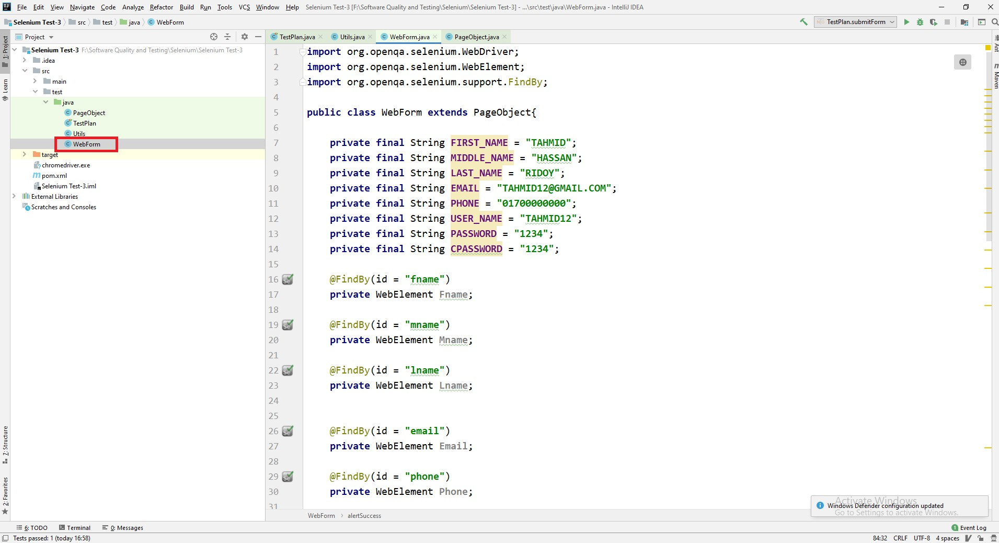 File Edit View Navigate Code Analyze Refactor Build Run Tools VCS Window Help Selenium Test-3 [F:\Software Quality and Testing\Selenium\Selenium Test-3] - ...\src\test\java\WebForm.java - IntelliJ IDEA
Selenium Test-3 src test java WebForm TestPlan.submitForm
Project
TestPlan.java Utils.java WebForm.java PageObject.java
1: Project
Learn
7: Structure
2: Favorites
Selenium Test-3 F:\Software Quality and Testing\Selenium\Selenium Test-3
.idea
src
main
test
java
PageObject
TestPlan
Utils
WebForm
target
chromedriver.exe
pom.xml
Selenium Test-3.iml
External Libraries
Scratches and Consoles
1 import org.openqa.selenium.WebDriver;
2 import org.openqa.selenium.WebElement;
3 import org.openqa.selenium.support.FindBy;
4
5 public class WebForm extends PageObject{
6
7 private final String FIRST_NAME = "TAHMID";
8 private final String MIDDLE_NAME = "HASSAN";
9 private final String LAST_NAME = "RIDOY";
10 private final String EMAIL = "TAHMID12@GMAIL.COM";
11 private final String PHONE = "01700000000";
12 private final String USER_NAME = "TAHMID12";
13 private final String PASSWORD = "1234";
14 private final String CPASSWORD = "1234";
15
16 @FindBy(id = "fname")
17 private WebElement Fname;
18
19 @FindBy(id = "mname")
20 private WebElement Mname;
21
22 @FindBy(id = "lname")
23 private WebElement Lname;
24
25
26 @FindBy(id = "email")
27 private WebElement Email;
28
29 @FindBy(id = "phone")
30 private WebElement Phone;
31
Ant
Maven
Activate Windows
Windows Defender configuration updated
Go to Settings to activate Windows.
WebForm alertSuccess
6: TODO Terminal 0: Messages 1 Event Log
Tests passed: 1 (today 16:58) 84:32 CRLF UTF-8 4 spaces